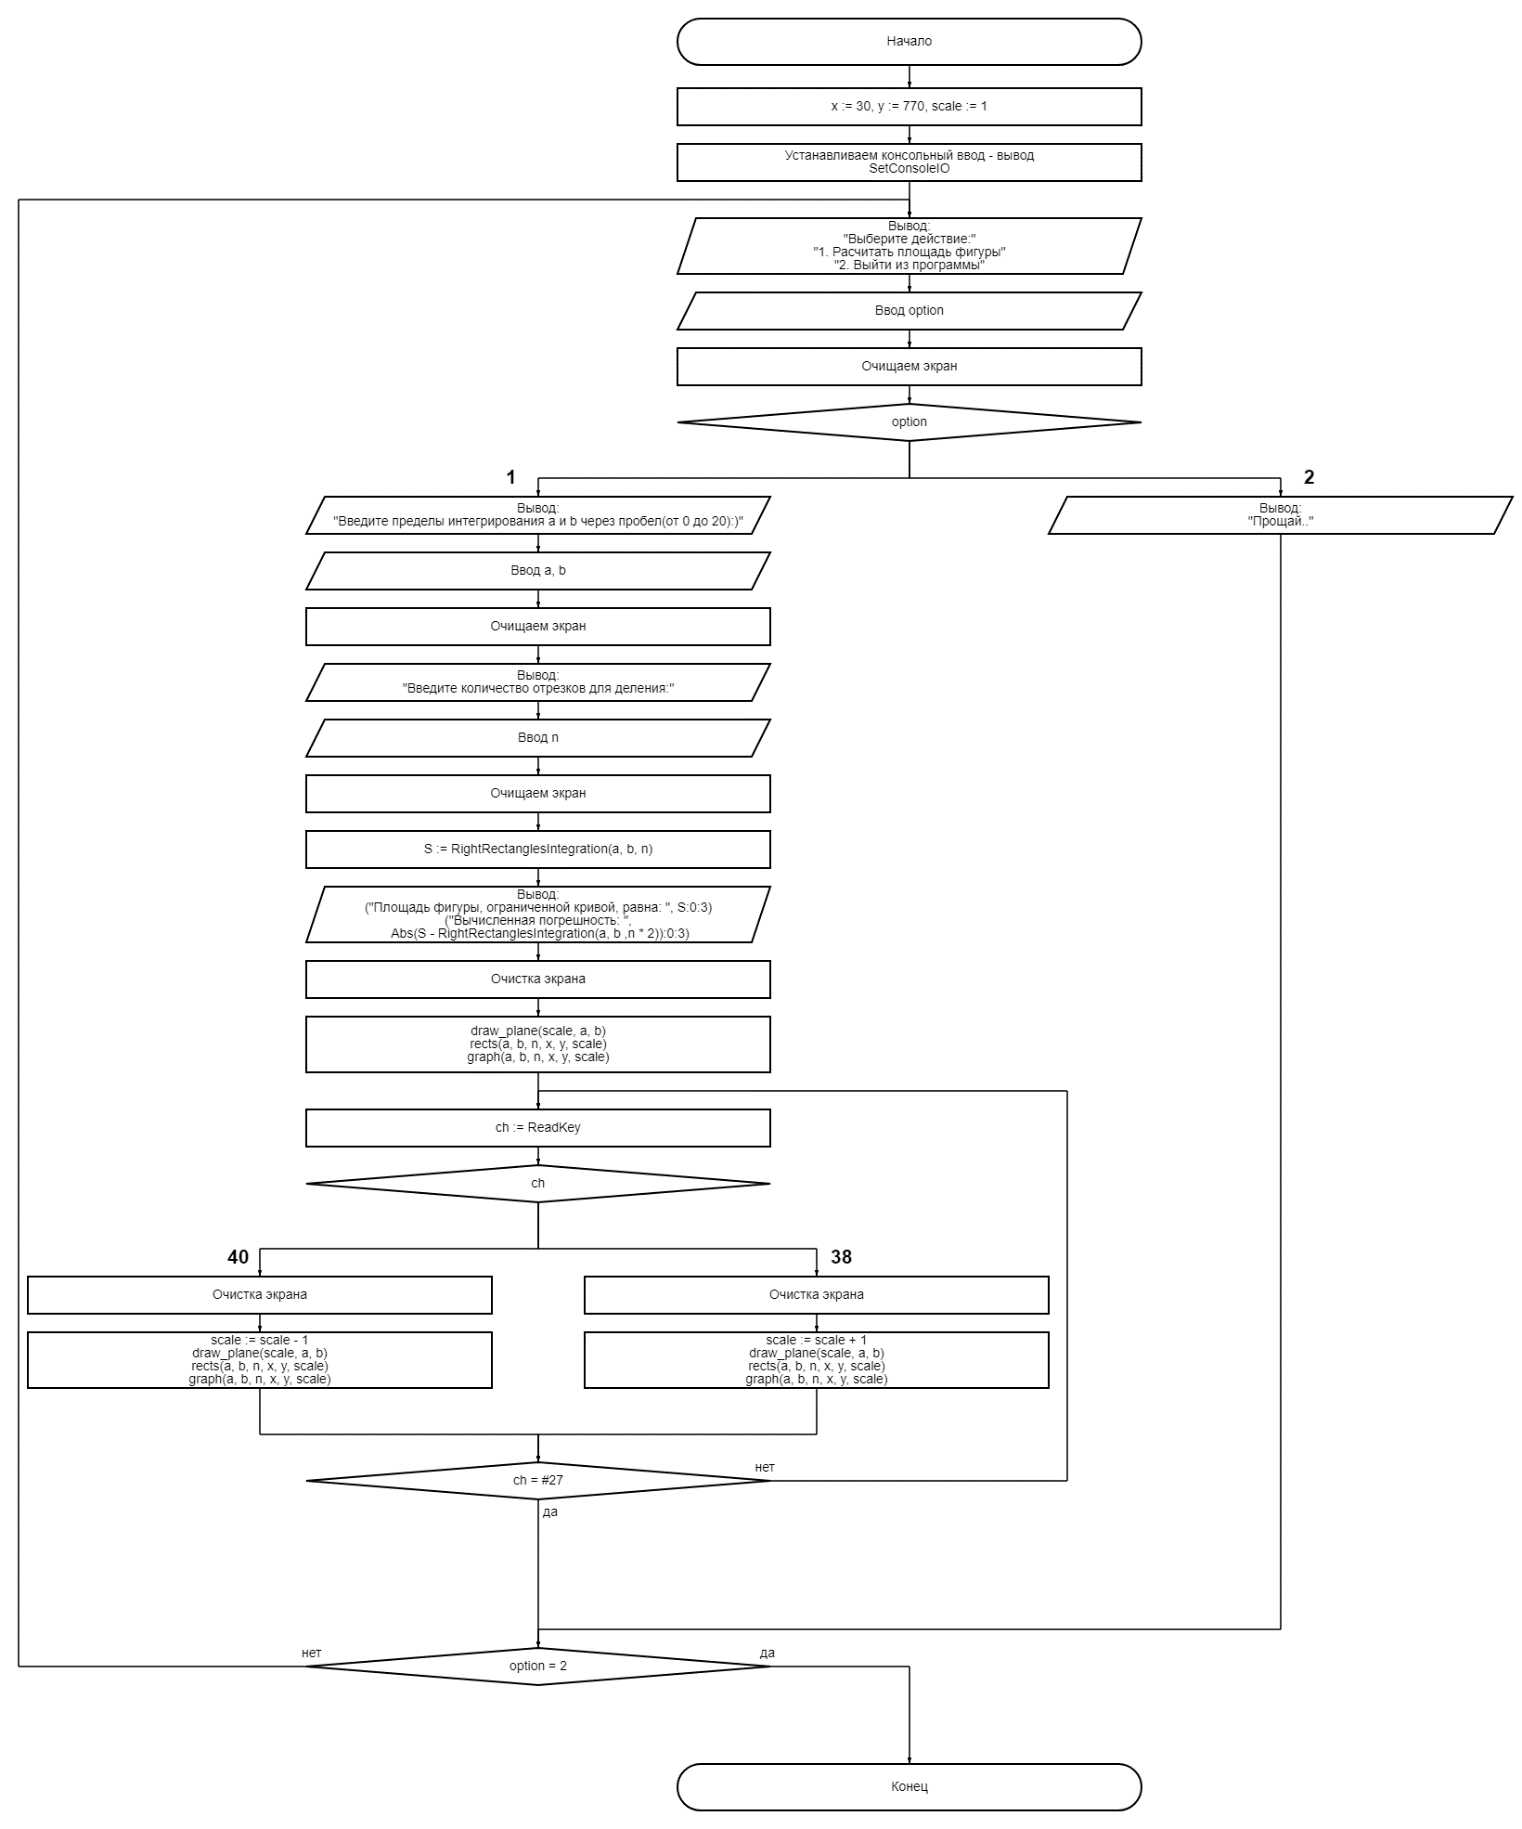 Начало
x := 30, y := 770, scale := 1
Устанавливаем консольный ввод - вывод
SetConsoleIO
Вывод:
"Выберите действие:"
"1. Расчитать площадь фигуры"
"2. Выйти из программы"
Ввод option
Очищаем экран
option
1
2
Вывод:
"Введите пределы интегрирования a и b через пробел(от 0 до 20):)"
Вывод:
"Прощай.."
Ввод a, b
Очищаем экран
Вывод:
"Введите количество отрезков для деления:"
Ввод n
Очищаем экран
S := RightRectanglesIntegration(a, b, n)
Вывод:
("Площадь фигуры, ограниченной кривой, равна: ", S:0:3)
("Вычисленная погрешность: ",
Abs(S - RightRectanglesIntegration(a, b ,n * 2)):0:3)
Очистка экрана
draw_plane(scale, a, b)
rects(a, b, n, x, y, scale)
graph(a, b, n, x, y, scale)
ch := ReadKey
ch
40
38
Очистка экрана
Очистка экрана
scale := scale - 1
draw_plane(scale, a, b)
rects(a, b, n, x, y, scale)
graph(a, b, n, x, y, scale)
scale := scale + 1
draw_plane(scale, a, b)
rects(a, b, n, x, y, scale)
graph(a, b, n, x, y, scale)
нет
ch = #27
да
нет
да
option = 2
Конец